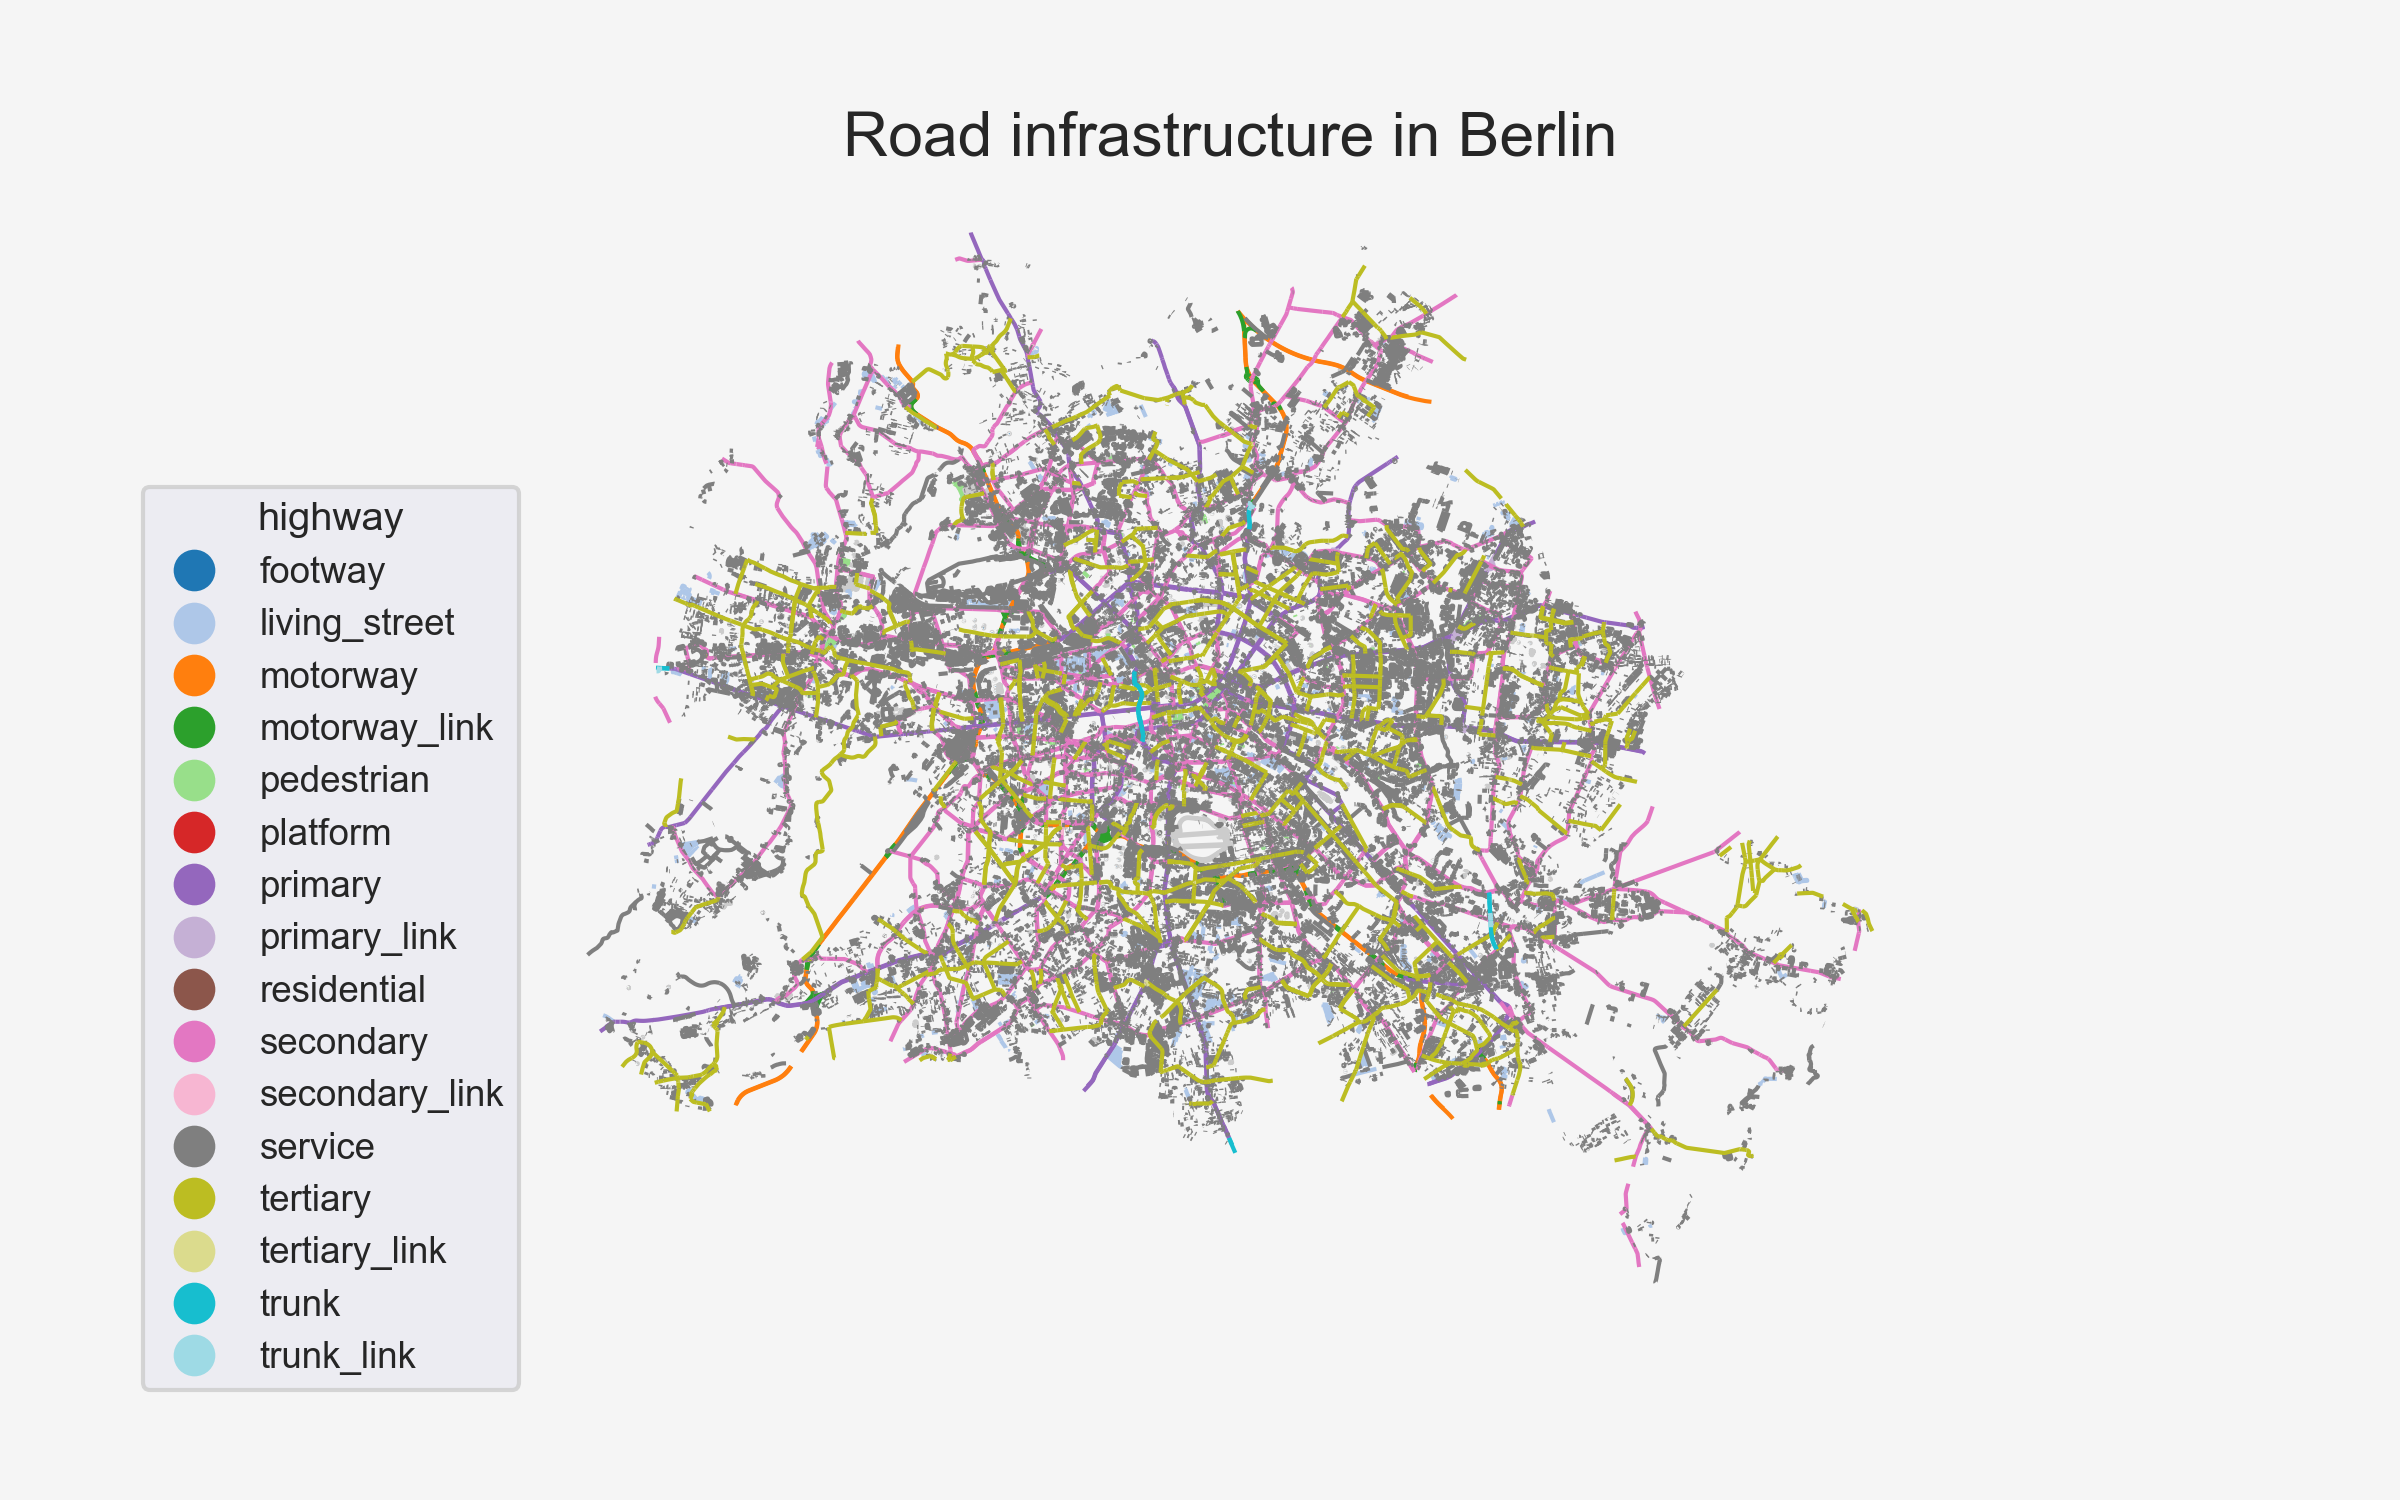 Road infrastructure in Berlin
highway
footway
living_street
motorway
motorway_link
pedestrian
platform
primary
primary_link
residential
secondary
secondary_link
service
tertiary
tertiary_link
trunk
trunk_link